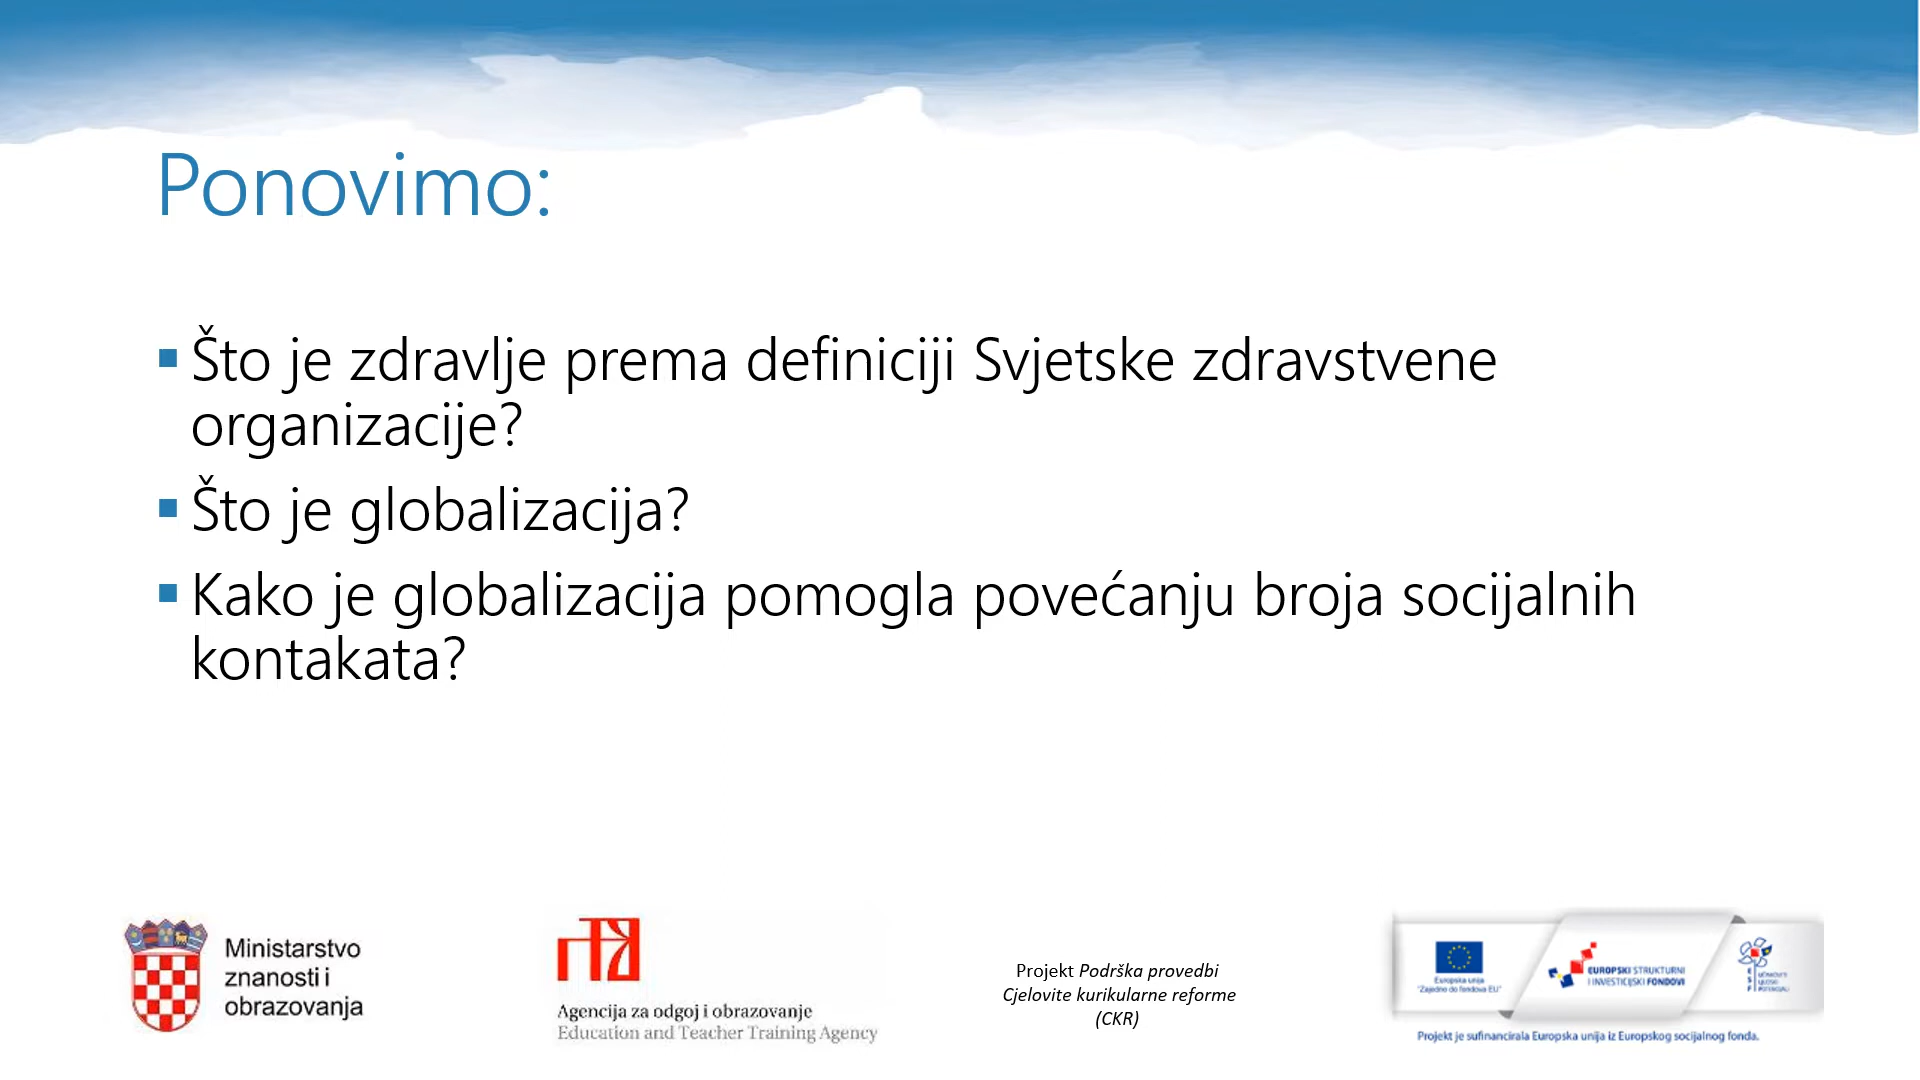 Ponovimo:
Što je zdravlje prema definiciji Svjetske zdravstvene
organizacije?
Što je globalizacija?
Kako je globalizacija pomogla povećanju broja socijalnih
kontakata?
Ministarstvo
znanosti i
obrazovanja
Agencija za odgoj i obrazovanje
Education and Teacher Training Agency
Projekt Podrška provedbi
Cjelovite kurikularne reforme
(CKR)
Europska unija
"Zajedno do fondova EU"
EUROPSKI STRUKTURNI
I INVESTICIJSKI FONDOVI
Projekt je sufinancirala Europska unija iz Europskog socijalnog fonda.